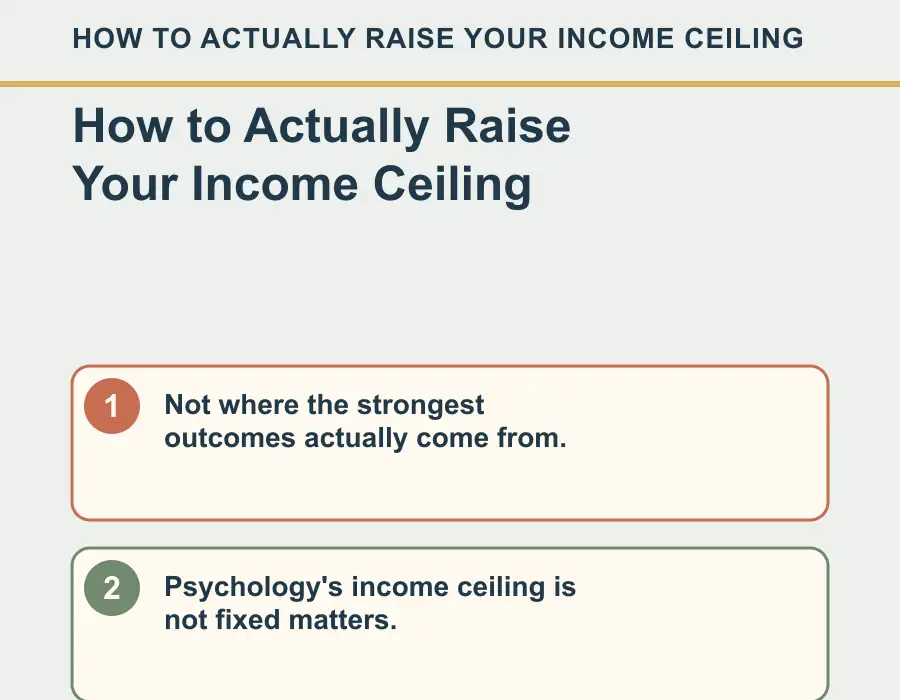 HOW TO ACTUALLY RAISE YOUR INCOME CEILING
How to Actually Raise
Your Income Ceiling
1
Not where the strongest
outcomes actually come from.
2
Psychology's income ceiling is
not fixed matters.